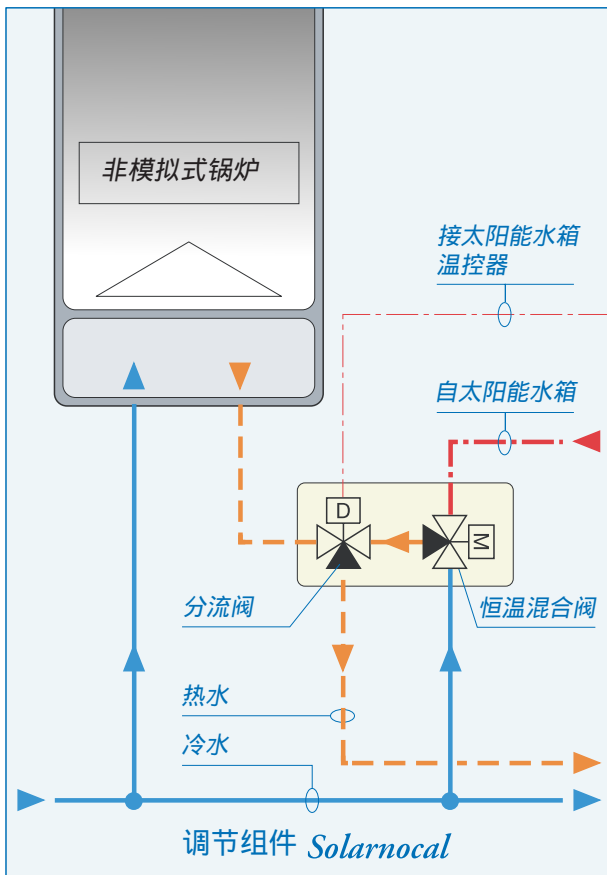 非模拟式锅炉
接太阳能水箱
温控器
自太阳能水箱
D
M
分流阀
恒温混合阀
热水
冷水
调节组件 Solarnocal